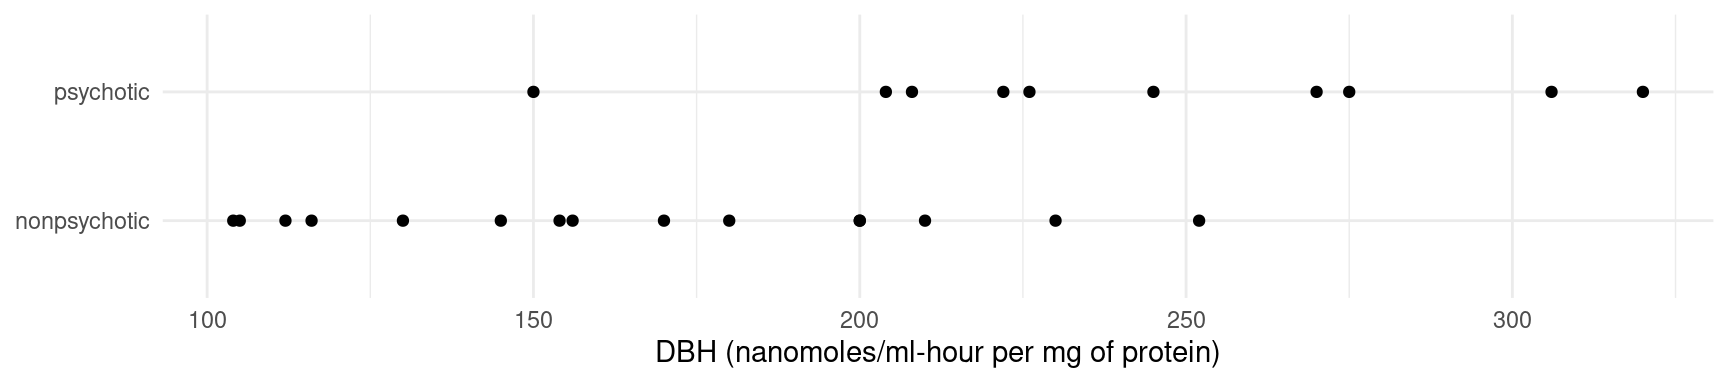 psychotic
nonpsychotic
100 150 200 250 300
DBH (nanomoles/ml-hour per mg of protein)